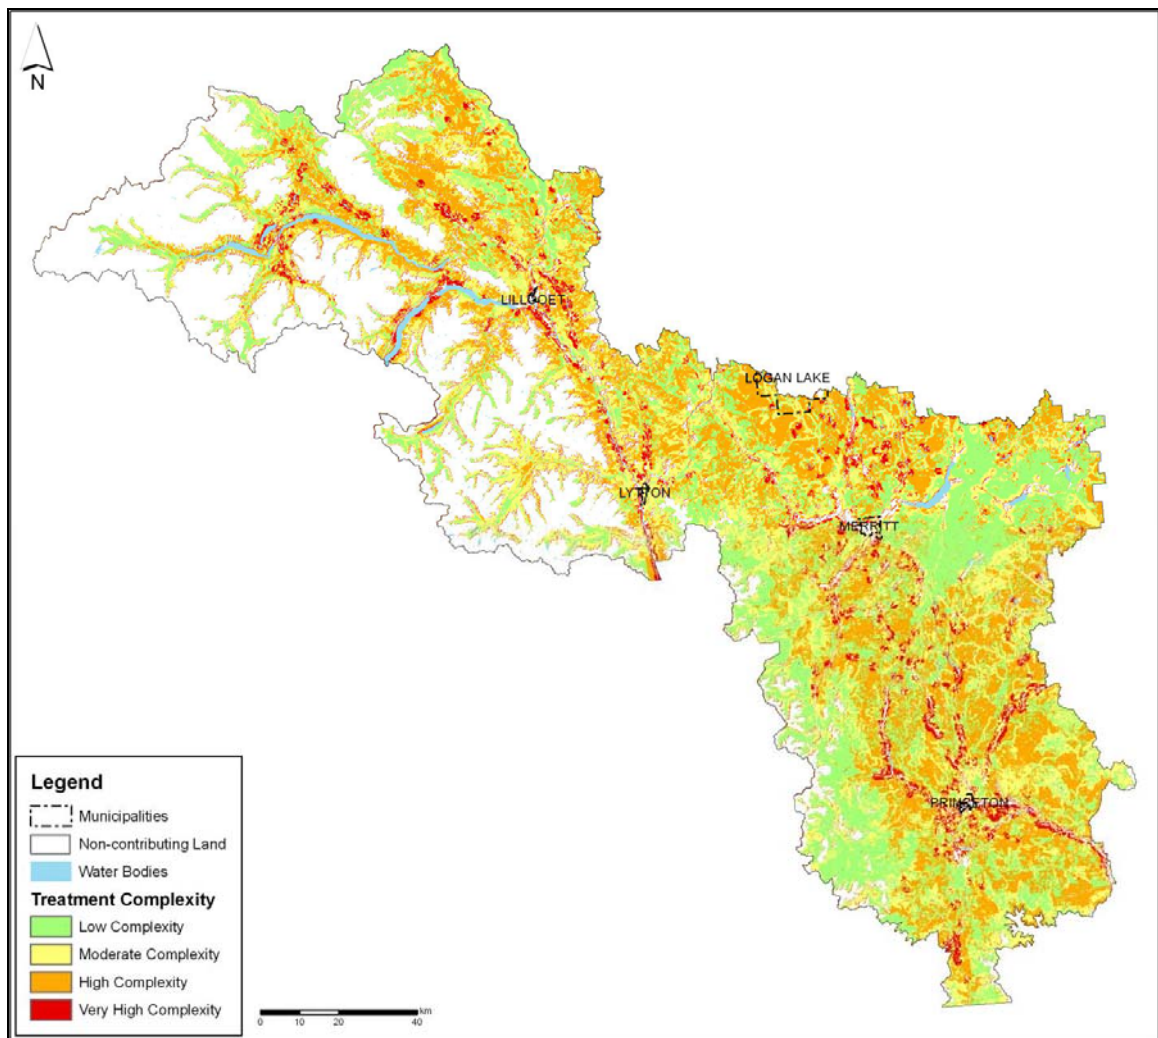 N
LILLOOET
LOGAN LAKE
LYTTON
MERRITT
PRINCETON
Legend
Municipalities
Non-contributing Land
Water Bodies
Treatment Complexity
Low Complexity
Moderate Complexity
High Complexity
Very High Complexity
km
0 10 20 40